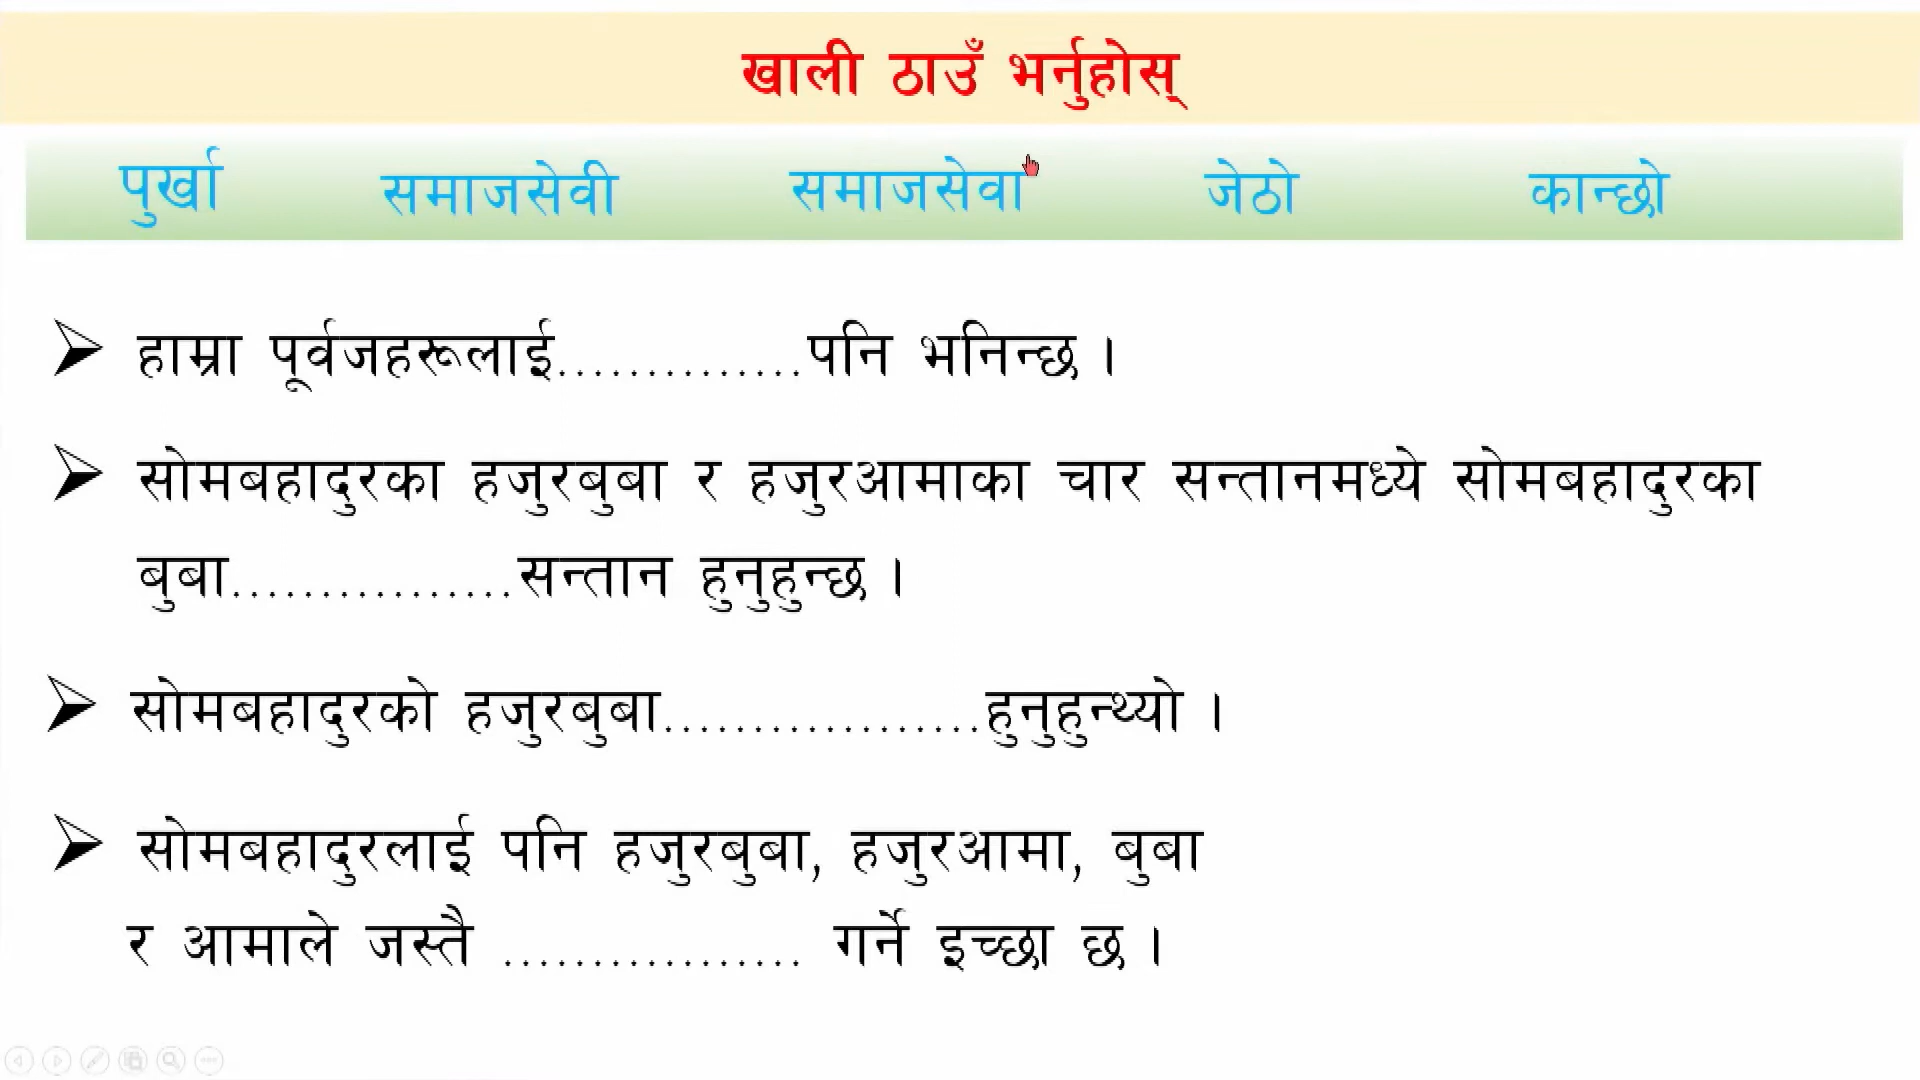 खाली ठाउँ भर्नुहोस्
पुर्खा समाजसेवी समाजसेवा जेठो कान्छो
हाम्रा पूर्वजहरूलाई..............पनि भनिन्छ ।
सोमबहादुरका हजुरबुबा र हजुरआमाका चार सन्तानमध्ये सोमबहादुरका
बुबा................सन्तान हुनुहुन्छ ।
सोमबहादुरको हजुरबुबा..................हुनुहुन्थ्यो ।
सोमबहादुरलाई पनि हजुरबुबा, हजुरआमा, बुबा
र आमाले जस्तै ................. गर्ने इच्छा छ ।